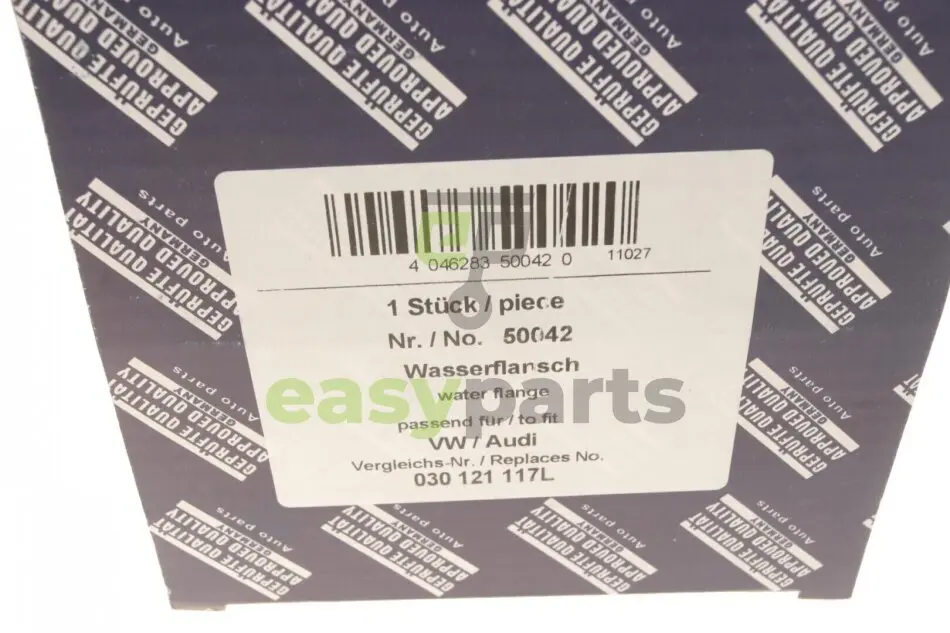 GEPRÜFTE QUALITÄT
APPROVED QUALITY
GERMANY
Auto parts
4 046283 50042 0 11027
1 Stück / piece
Nr. / No. 50042
Wasserflansch
water flange
easyparts
passend für / to fit
VW / Audi
Vergleichs-Nr. / Replaces No.
030 121 117L